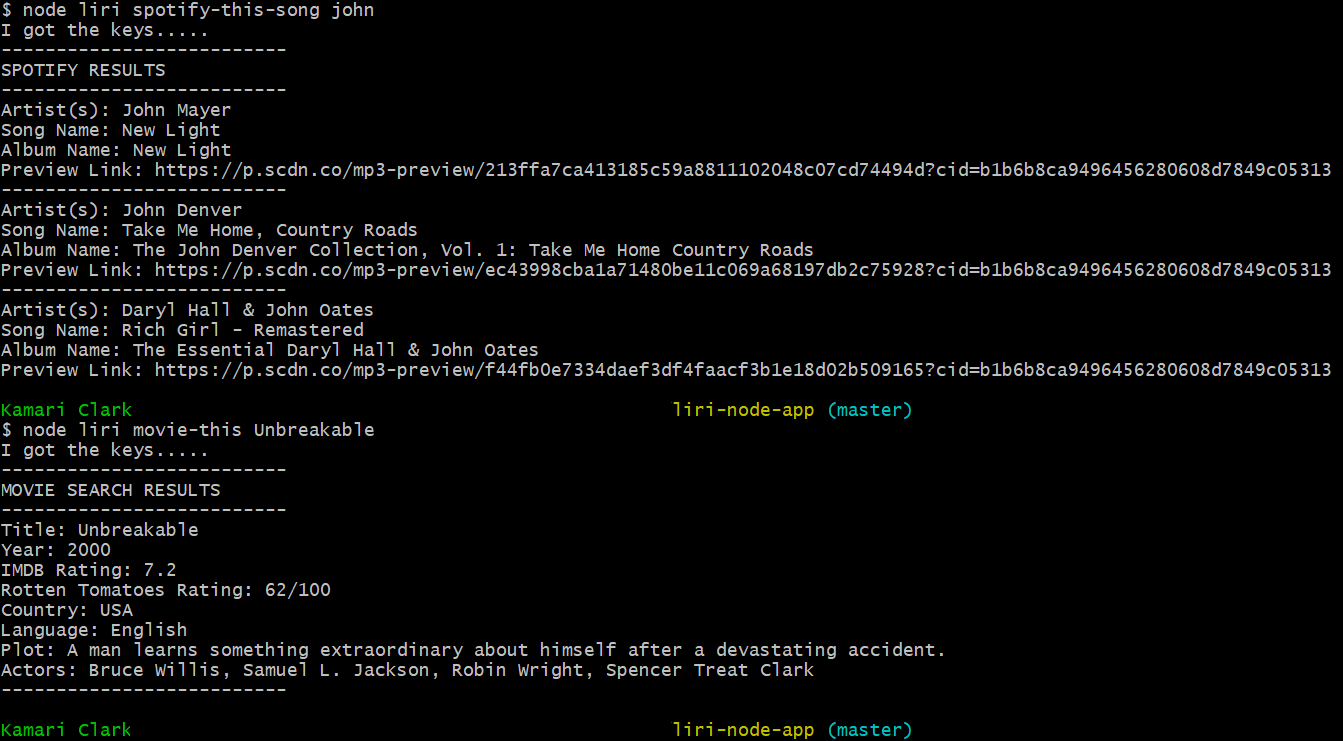 $ node liri spotify-this-song john
I got the keys.....
--------------------------
SPOTIFY RESULTS
--------------------------
Artist(s): John Mayer
Song Name: New Light
Album Name: New Light
Preview Link: https://p.scdn.co/mp3-preview/213ffa7ca413185c59a8811102048c07cd74494d?cid=b1b6b8ca9496456280608d7849c05313
--------------------------
Artist(s): John Denver
Song Name: Take Me Home, Country Roads
Album Name: The John Denver Collection, Vol. 1: Take Me Home Country Roads
Preview Link: https://p.scdn.co/mp3-preview/ec43998cba1a71480be11c069a68197db2c75928?cid=b1b6b8ca9496456280608d7849c05313
--------------------------
Artist(s): Daryl Hall & John Oates
Song Name: Rich Girl - Remastered
Album Name: The Essential Daryl Hall & John Oates
Preview Link: https://p.scdn.co/mp3-preview/f44fb0e7334daef3df4faacf3b1e18d02b509165?cid=b1b6b8ca9496456280608d7849c05313
Kamari Clark liri-node-app (master)
$ node liri movie-this Unbreakable
I got the keys.....
--------------------------
MOVIE SEARCH RESULTS
--------------------------
Title: Unbreakable
Year: 2000
IMDB Rating: 7.2
Rotten Tomatoes Rating: 62/100
Country: USA
Language: English
Plot: A man learns something extraordinary about himself after a devastating accident.
Actors: Bruce Willis, Samuel L. Jackson, Robin Wright, Spencer Treat Clark
--------------------------
Kamari Clark liri-node-app (master)